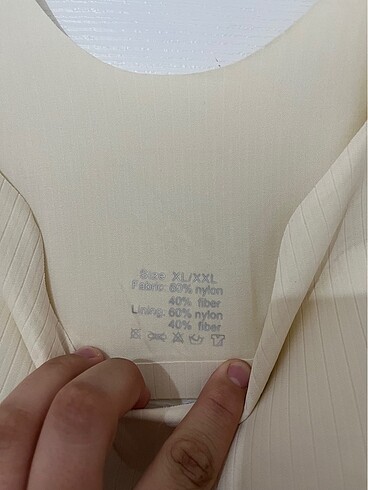 Size: XL/XXL
Fabric: 60% nylon
40% fiber
Lining: 60% nylon
40% fiber